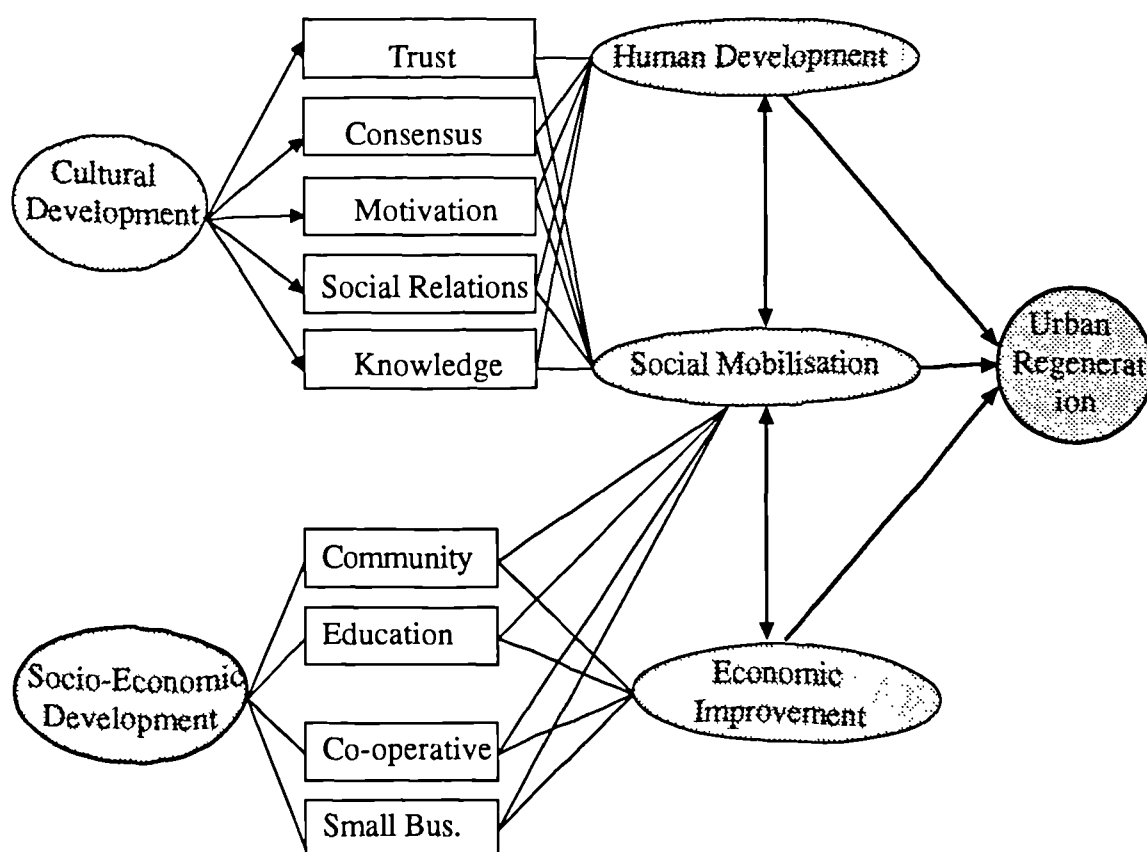 Trust
Human Development
Consensus
Cultural
Development
Motivation
Social Relations
Knowledge
Social Mobilisation
Urban
Regenerat
ion
Community
Education
Socio-Economic
Development
Economic
Improvement
Co-operative
Small Bus.